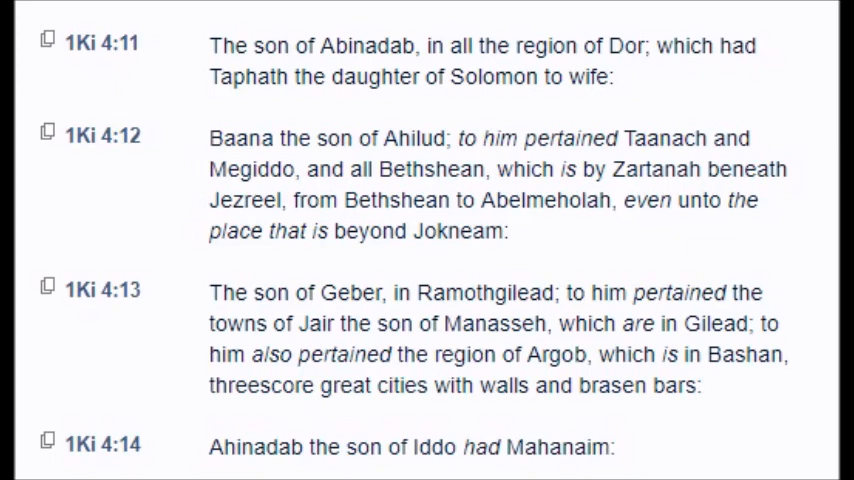 1Ki 4:11 The son of Abinadab, in all the region of Dor; which had
Taphath the daughter of Solomon to wife:
1Ki 4:12 Baana the son of Ahilud; to him pertained Taanach and
Megiddo, and all Bethshean, which is by Zartanah beneath
Jezreel, from Bethshean to Abelmeholah, even unto the
place that is beyond Jokneam:
1Ki 4:13 The son of Geber, in Ramothgilead; to him pertained the
towns of Jair the son of Manasseh, which are in Gilead; to
him also pertained the region of Argob, which is in Bashan,
threescore great cities with walls and brasen bars:
1Ki 4:14 Ahinadab the son of Iddo had Mahanaim: